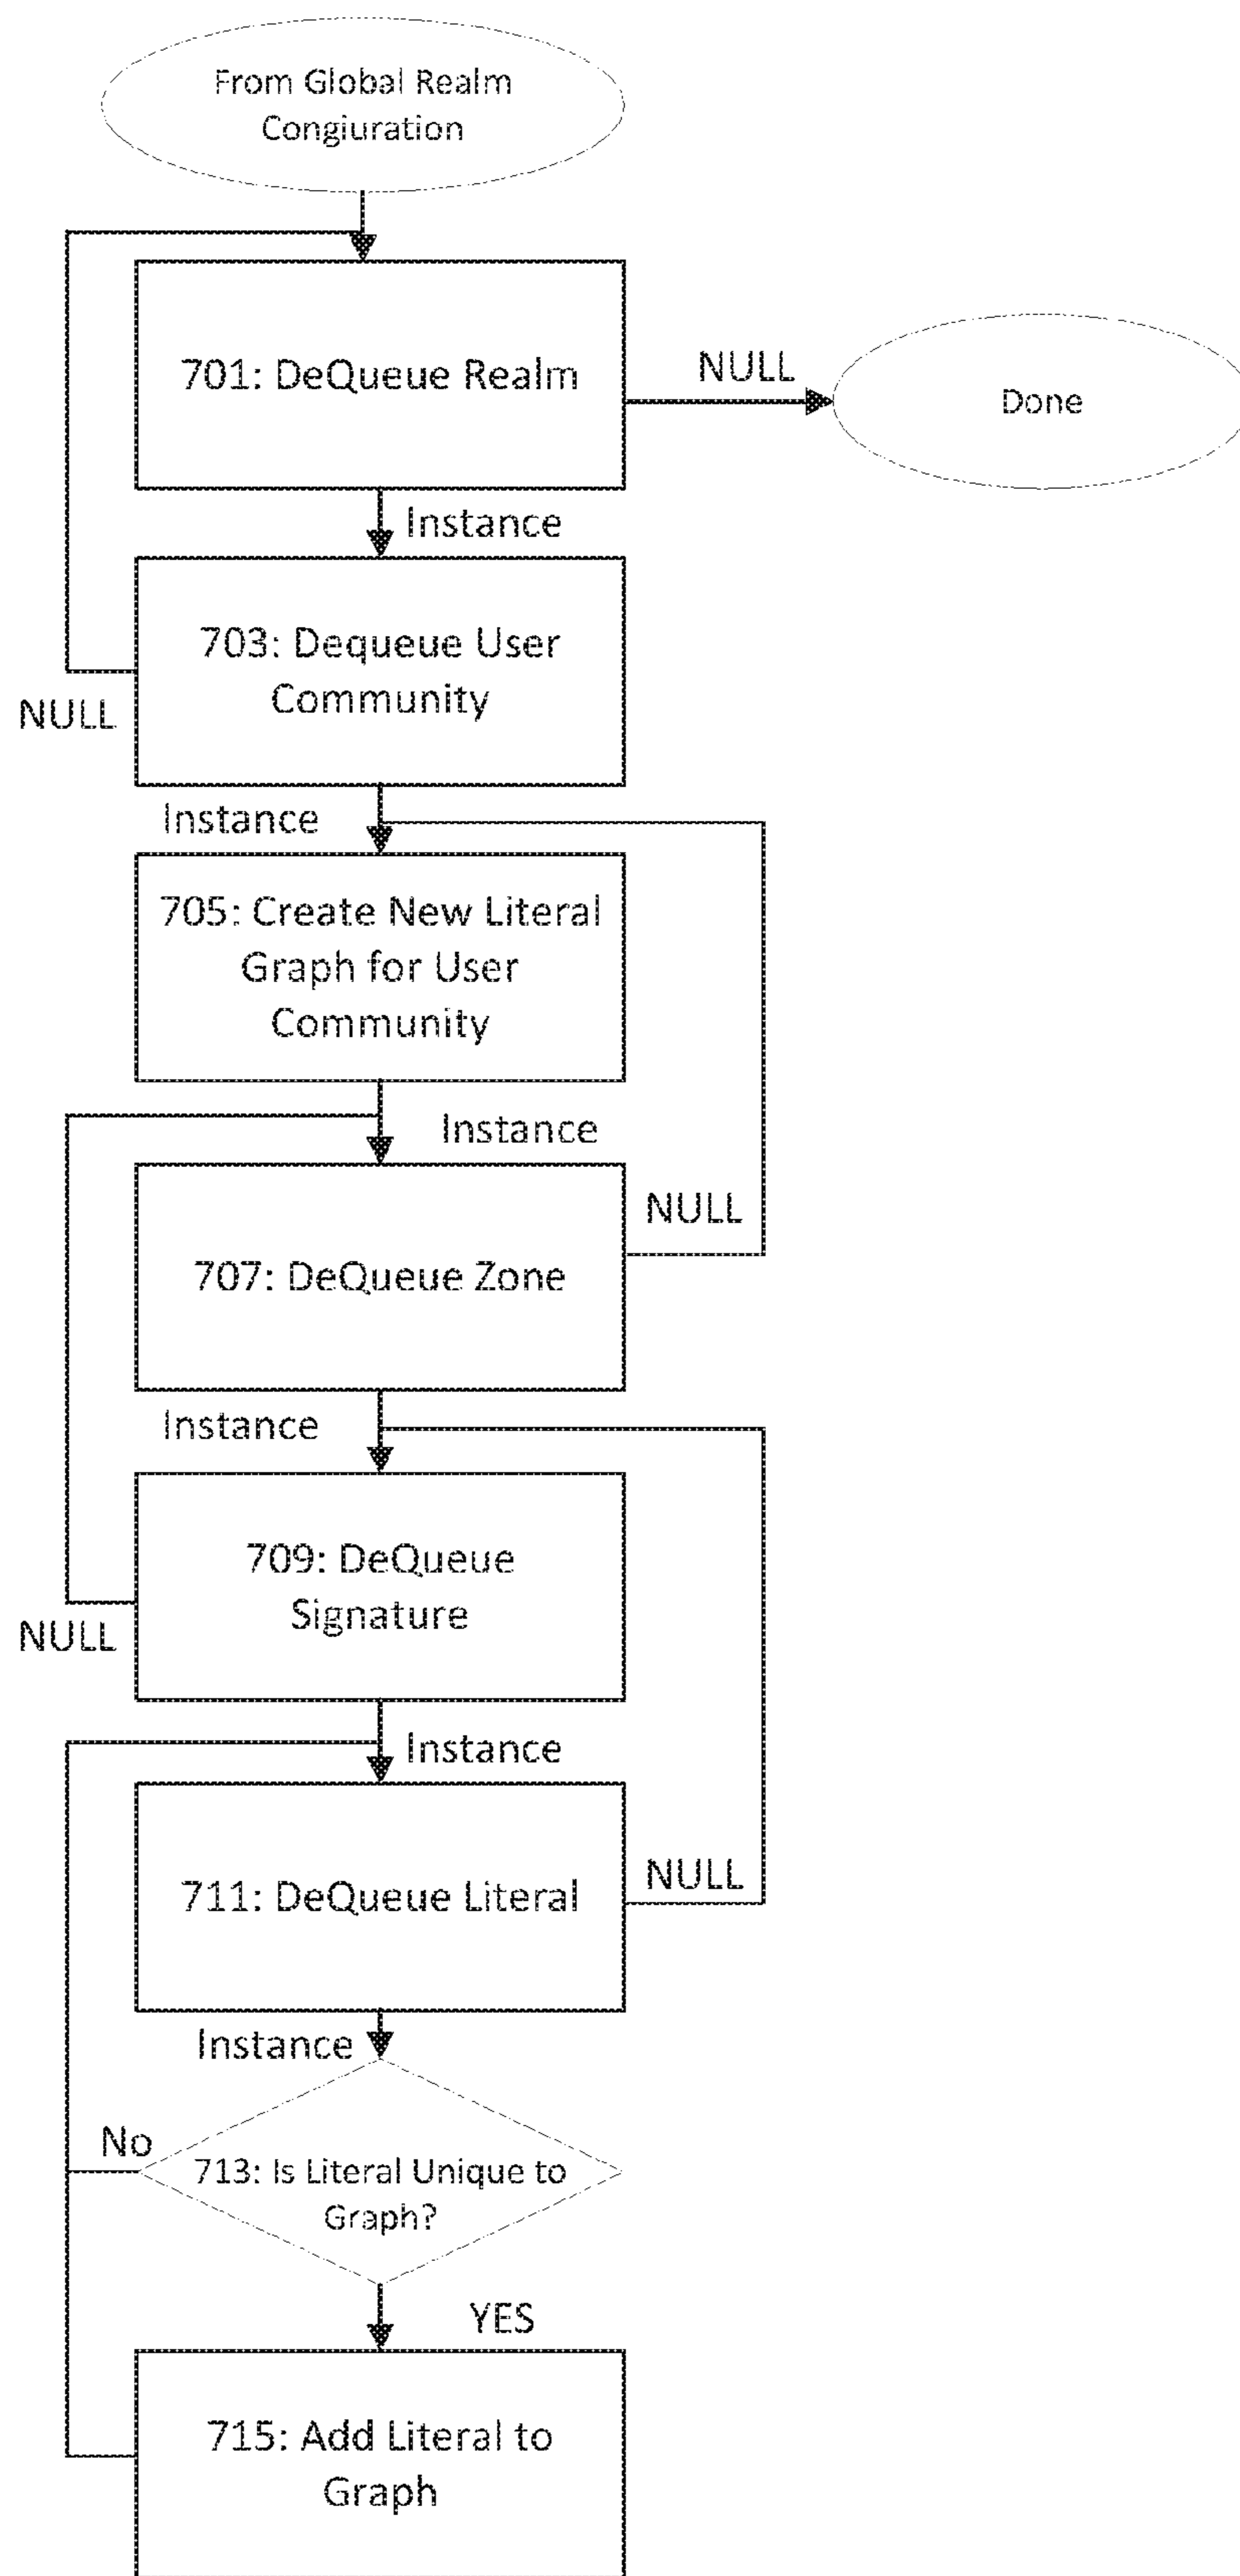 From Global Realm
Congiuration
701: DeQueue Realm
NULL
Done
Instance
703: Dequeue User
Community
NULL
Instance
705: Create New Literal
Graph for User
Community
Instance
NULL
707: DeQueue Zone
Instance
709: DeQueue
Signature
NULL
Instance
711: DeQueue Literal
NULL
Instance
No
713: Is Literal Unique to
Graph?
YES
715: Add Literal to
Graph